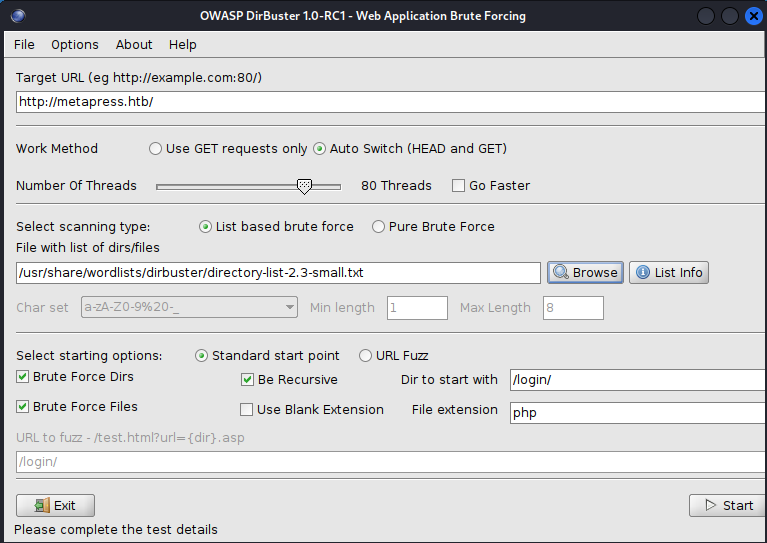 OWASP DirBuster 1.0-RC1 - Web Application Brute Forcing
File Options About Help
Target URL (eg http://example.com:80/)
http://metapress.htb/
Work Method Use GET requests only Auto Switch (HEAD and GET)
Number Of Threads 80 Threads Go Faster
Select scanning type: List based brute force Pure Brute Force
File with list of dirs/files
/usr/share/wordlists/dirbuster/directory-list-2.3-small.txt Browse List Info
Char set a-zA-Z0-9%20-_ Min length 1 Max Length 8
Select starting options: Standard start point URL Fuzz
Brute Force Dirs Be Recursive Dir to start with /login/
Brute Force Files Use Blank Extension File extension php
URL to fuzz - /test.html?url={dir}.asp
/login/
Exit Start
Please complete the test details